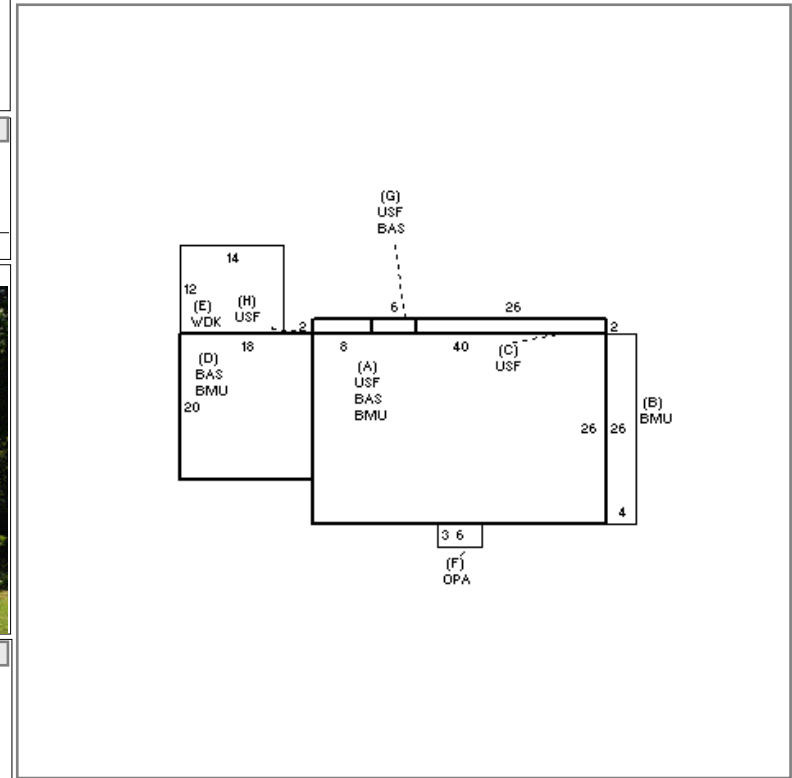 (G)
USF
BAS
14
12
(E)
WDK
(H)
USF
6
26
2
2
18
8
40
(D)
BAS
BMU
20
(A)
USF
BAS
BMU
(C)
USF
26
26
(B)
BMU
4
3 6
(F)
OPA